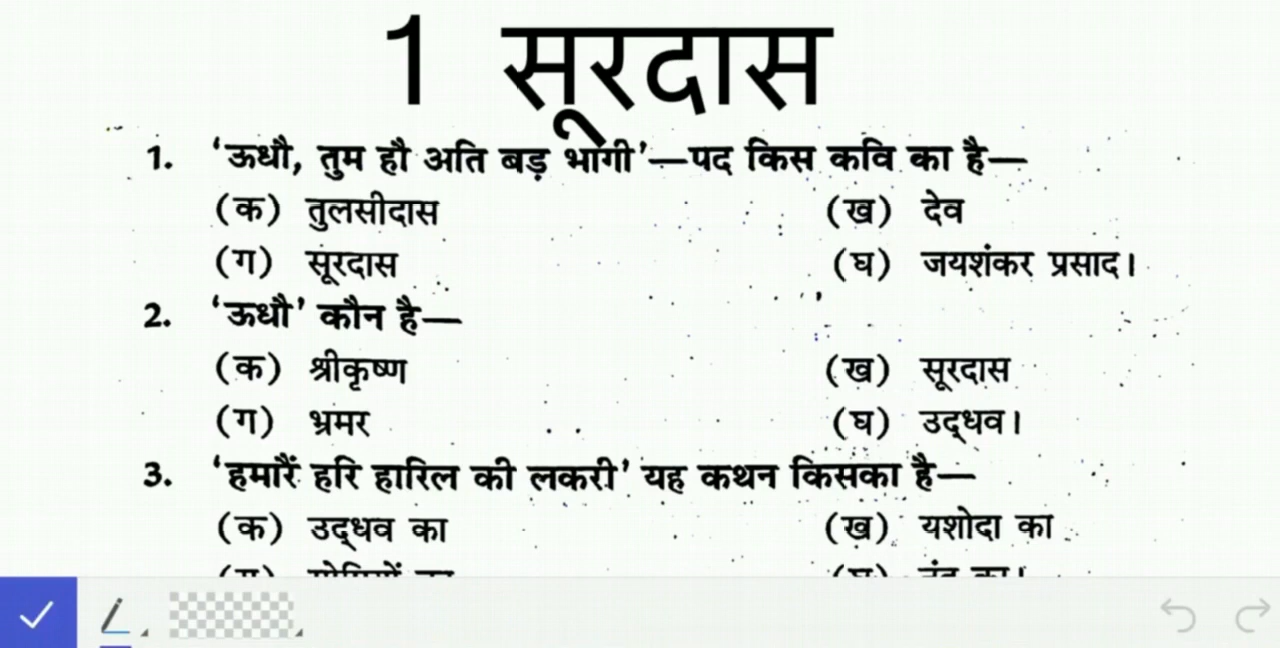 1 सूरदास
1. ‘ऊधौ, तुम हौ अति बड़ भागी’—पद किस कवि का है—
(क) तुलसीदास (ख) देव
(ग) सूरदास (घ) जयशंकर प्रसाद।
2. ‘ऊधौ’ कौन है—
(क) श्रीकृष्ण (ख) सूरदास
(ग) भ्रमर (घ) उद्धव।
3. ‘हमारैं हरि हारिल की लकरी’ यह कथन किसका है—
(क) उद्धव का (ख) यशोदा का